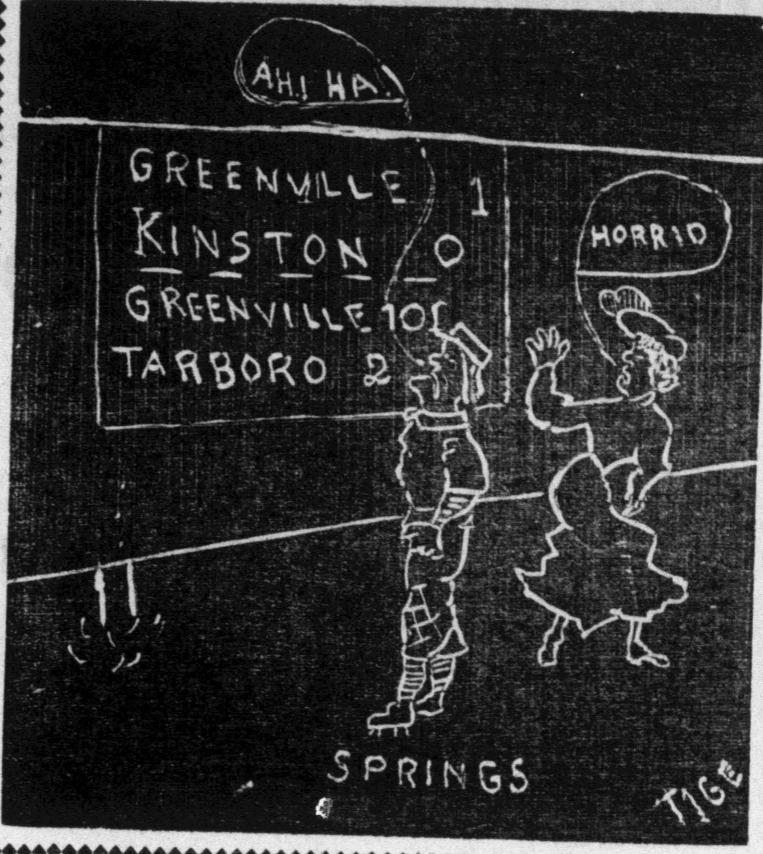 AH! HA!
GREENVILLE 1
KINSTON 0
GREENVILLE 10
TARBORO 2
HORRID
SPRINGS
TIGE